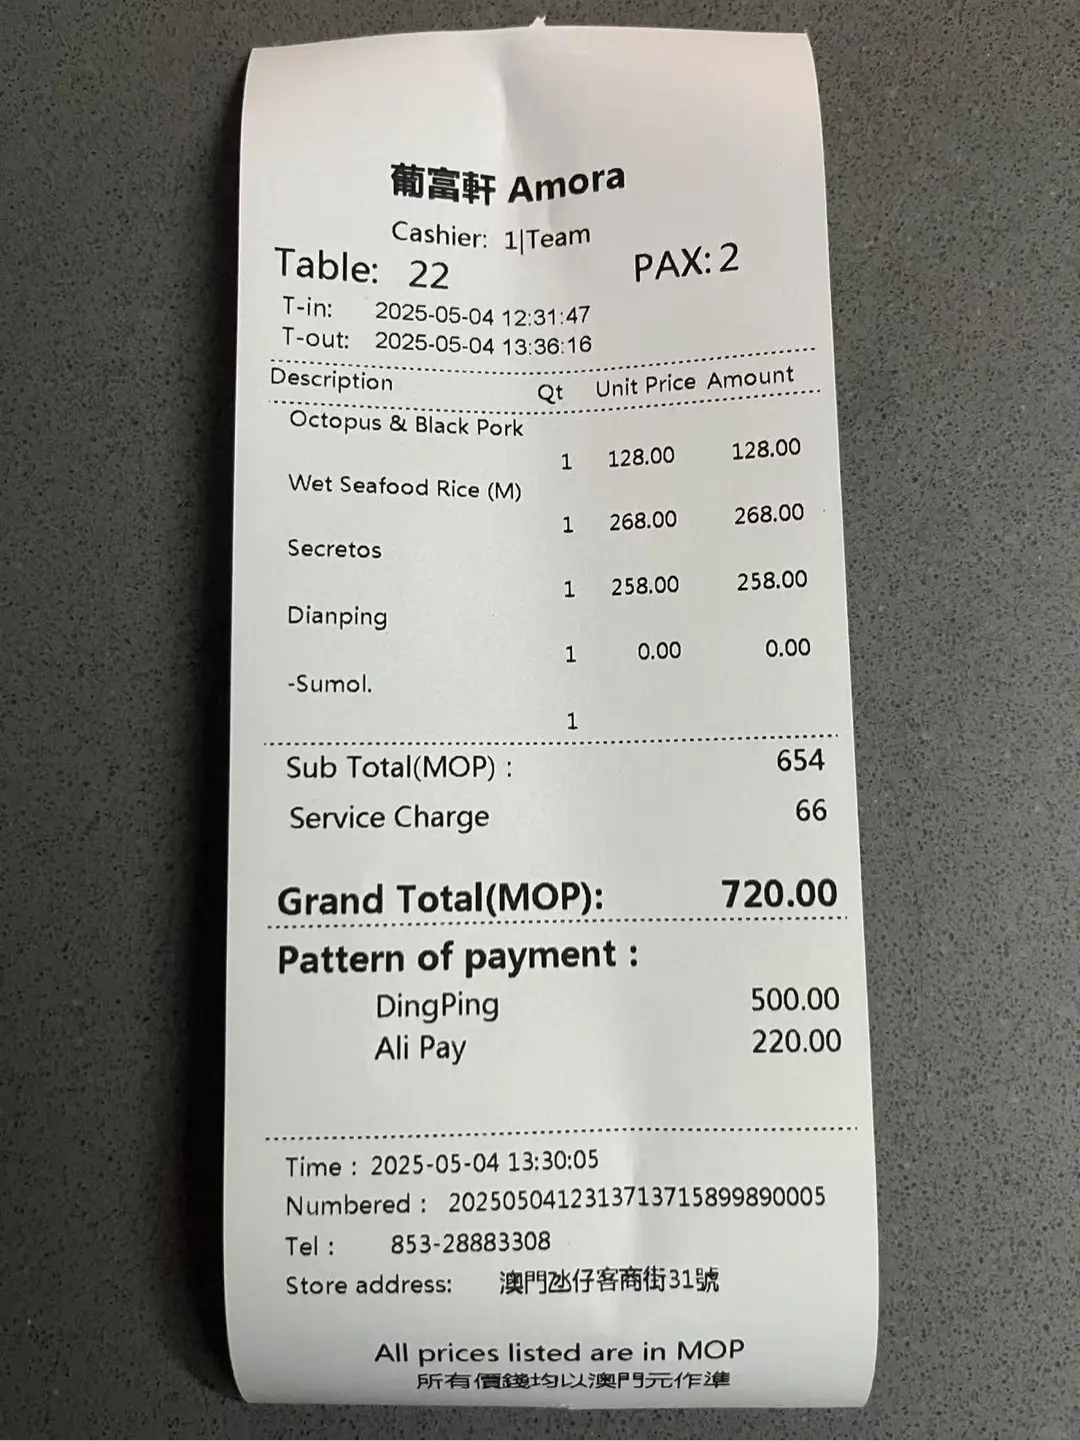 葡富軒 Amora
Cashier: 1|Team
Table: 22 PAX: 2
T-in: 2025-05-04 12:31:47
T-out: 2025-05-04 13:36:16
Description Qt Unit Price Amount
Octopus & Black Pork
1 128.00 128.00
Wet Seafood Rice (M)
1 268.00 268.00
Secretos
1 258.00 258.00
Dianping
1 0.00 0.00
-Sumol.
1
Sub Total(MOP) : 654
Service Charge 66
Grand Total(MOP): 720.00
Pattern of payment :
DingPing 500.00
Ali Pay 220.00
Time : 2025-05-04 13:30:05
Numbered : 2025050412313713715899890005
Tel : 853-28883308
Store address: 澳門氹仔客商街31號
All prices listed are in MOP
所有價錢均以澳門元作準